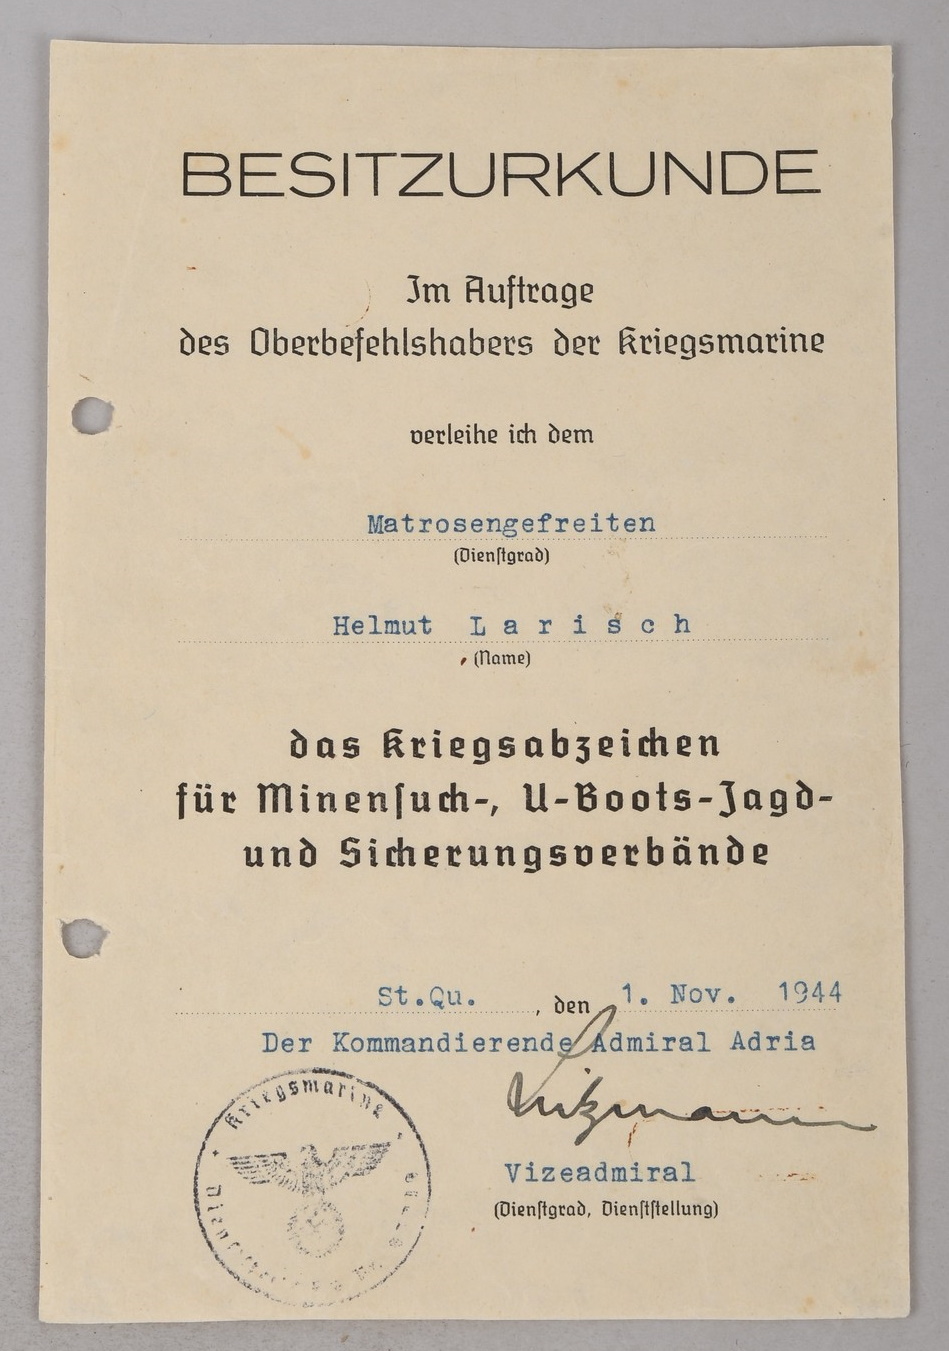 BESITZURKUNDE
Im Auftrage
des Oberbefehlshabers der Kriegsmarine
verleihe ich dem
Matrosengefreiten
(Dienstgrad)
Helmut Larisch
(Name)
das Kriegsabzeichen
für Minensuch-, U-Boots-Jagd-
und Sicherungsverbände
St.Qu. , den 1. Nov. 1944
Der Kommandierende Admiral Adria
Vizeadmiral
(Dienstgrad, Dienststellung)
Kriegsmarine